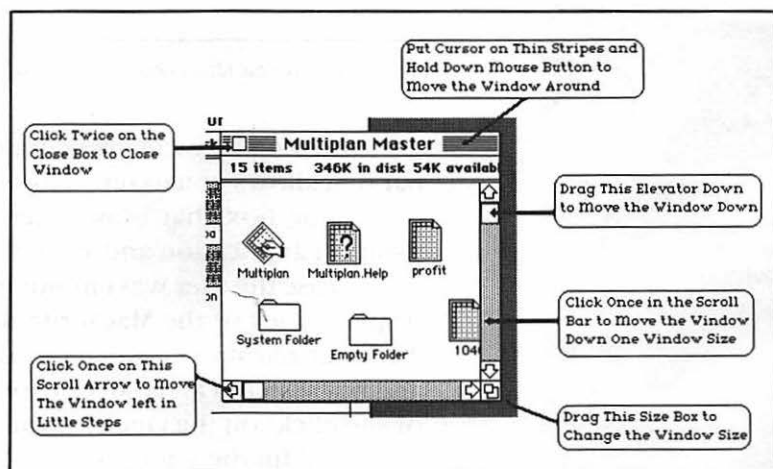 Put Cursor on Thin Stripes and
Hold Down Mouse Button to
Move the Window Around
Click Twice on the
Close Box to Close
Window
Multiplan Master
15 items 346K in disk 54K availab
Drag This Elevator Down
to Move the Window Down
Multiplan
Multiplan.Help
profit
Click Once in the Scroll
Bar to Move the Window
Down One Window Size
System Folder
Empty Folder
104
Click Once on This
Scroll Arrow to Move
The Window left in
Little Steps
Drag This Size Box to
Change the Window Size